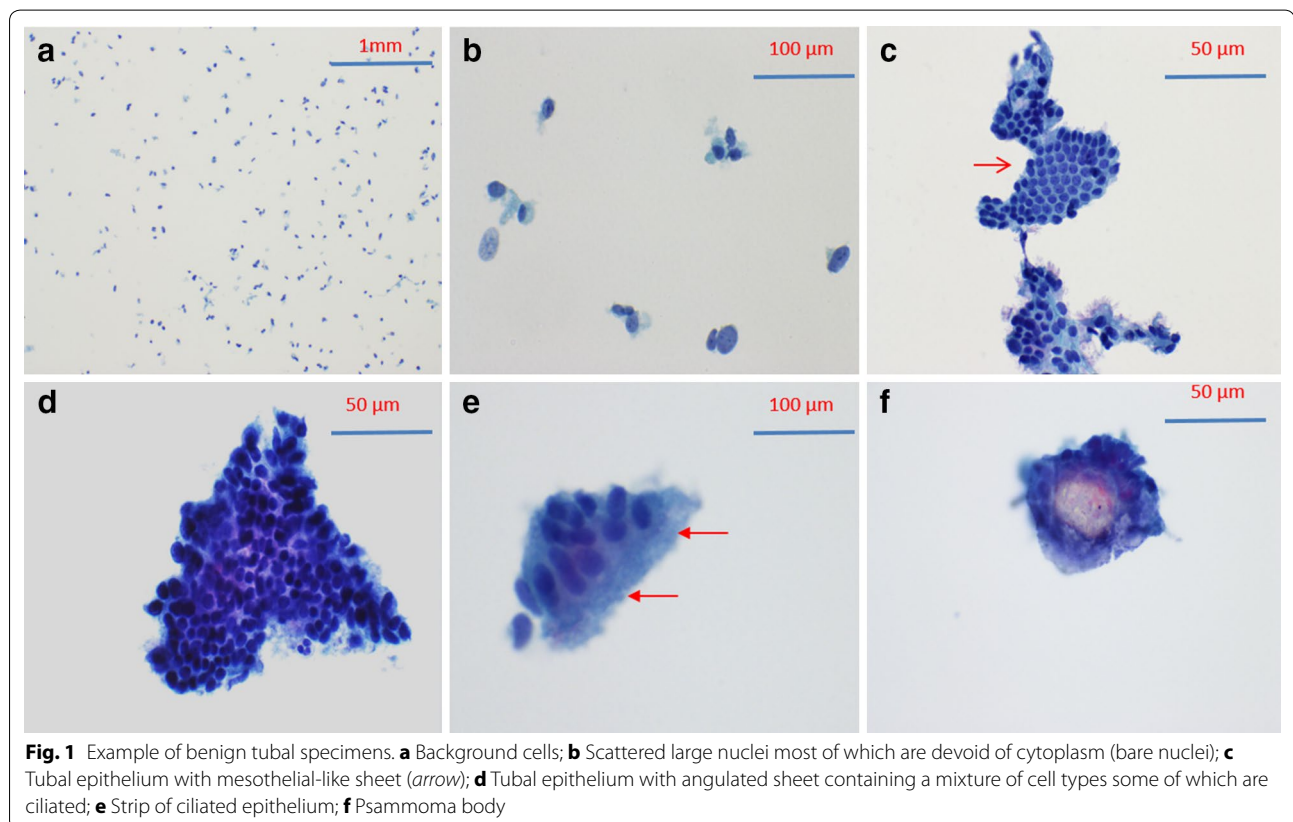 a
1mm
b
100 µm
c
50 µm
d
50 µm
e
100 µm
f
50 µm
Fig. 1 Example of benign tubal specimens. a Background cells; b Scattered large nuclei most of which are devoid of cytoplasm (bare nuclei); c
Tubal epithelium with mesothelial-like sheet (arrow); d Tubal epithelium with angulated sheet containing a mixture of cell types some of which are
ciliated; e Strip of ciliated epithelium; f Psammoma body